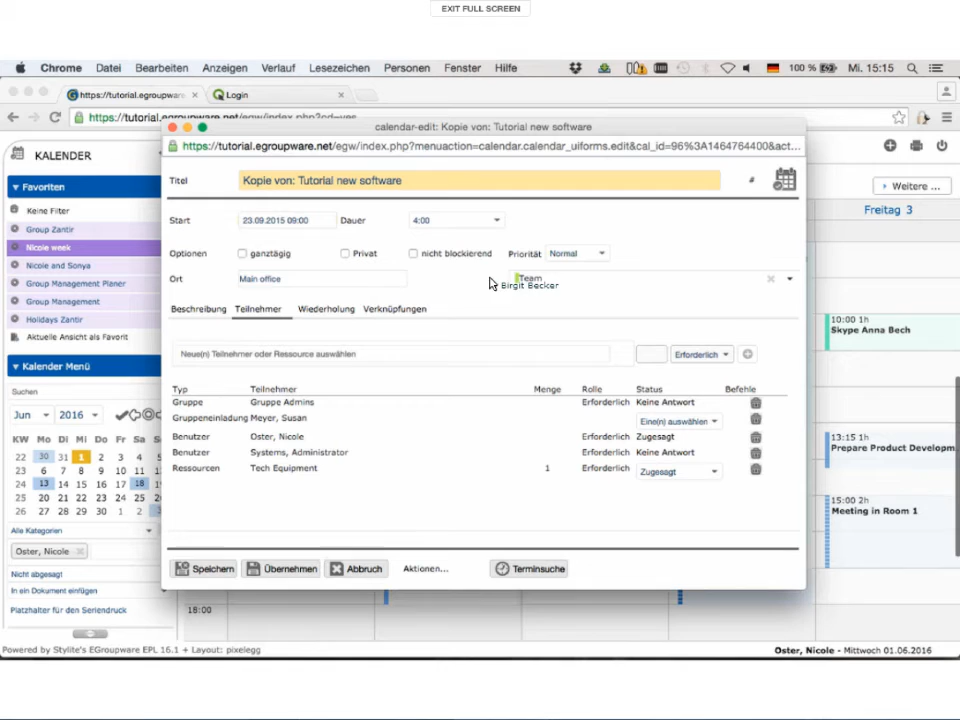 EXIT FULL SCREEN
Chrome Datei Bearbeiten Anzeigen Verlauf Lesezeichen Personen Fenster Hilfe 100 % Mi. 15:15
https://tutorial.egroupware. × Login ×
https://tutorial.egroupware.net/egw/index.php?cd=yes
calendar-edit: Kopie von: Tutorial new software
https://tutorial.egroupware.net/egw/index.php?menuaction=calendar.calendar_uiforms.edit&cal_id=96%3A1464764400&act...
KALENDER
Weitere ...
Freitag 3
Favoriten
Keine Filter
Group Zantir
Nicole week
Nicole and Sonya
Group Management Planer
Group Management
Holidays Zantir
Aktuelle Ansicht als Favorit
Kalender Menü
Suchen
Jun 2016
KW Mo Di Mi Do Fr Sa
22 30 31 1 2 3 4
23 6 7 8 9 10 11
24 13 14 15 16 17 18
25 20 21 22 23 24 25
26 27 28 29 30 1 2
Alle Kategorien
Oster, Nicole
Nicht abgesagt
In ein Dokument einfügen
Platzhalter für den Seriendruck
Titel Kopie von: Tutorial new software #
Start 23.09.2015 09:00 Dauer 4:00
Optionen ganztägig Privat nicht blockierend Priorität Normal
Ort Main office Team
Birgit Becker
Beschreibung Teilnehmer Wiederholung Verknüpfungen
Neue(n) Teilnehmer oder Ressource auswählen Erforderlich
Typ Teilnehmer Menge Rolle Status Befehle
Gruppe Gruppe Admins Erforderlich Keine Antwort
Gruppeneinladung Meyer, Susan Eine(n) auswählen
Benutzer Oster, Nicole Erforderlich Zugesagt
Benutzer Systems, Administrator Erforderlich Keine Antwort
Ressourcen Tech Equipment 1 Erforderlich Zugesagt
Speichern Übernehmen Abbruch Aktionen... Terminsuche
10:00 1h
Skype Anna Bech
13:15 1h
Prepare Product Developm
15:00 2h
Meeting in Room 1
18:00
Powered by Stylite's EGroupware EPL 16.1 + Layout: pixelegg Oster, Nicole - Mittwoch 01.06.2016